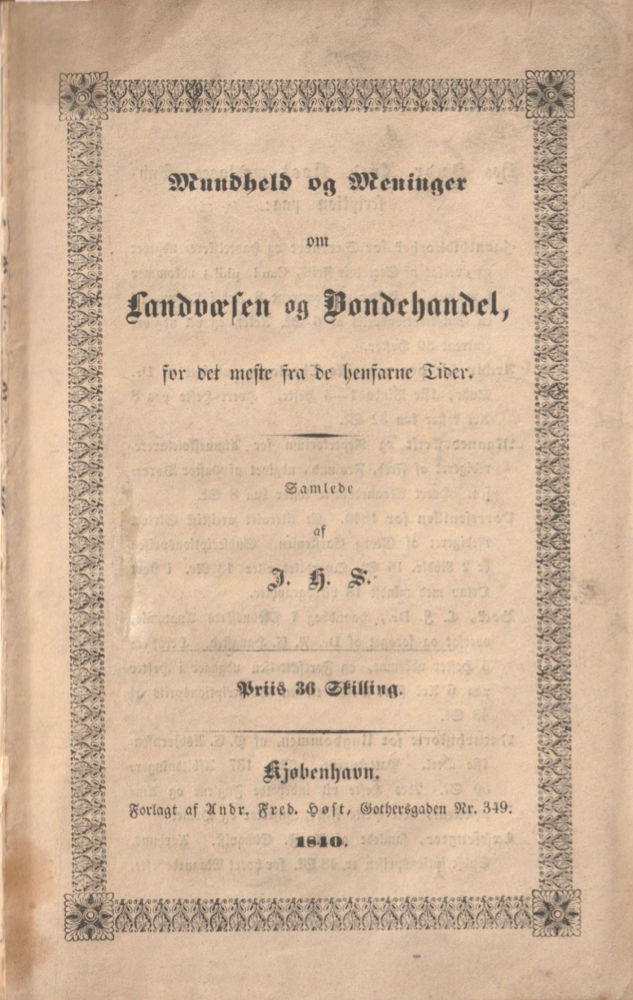 Mundheld og Meninger
om
Landvæsen og Bondehandel,
for det meste fra de henfarne Tider.
Samlede
af
J. H. S.
Priis 36 Skilling.
Kjøbenhavn.
Forlagt af Andr. Fred. Høst, Gothersgaden Nr. 349.
1840.